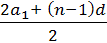 2a₁ + (n−1)d
2